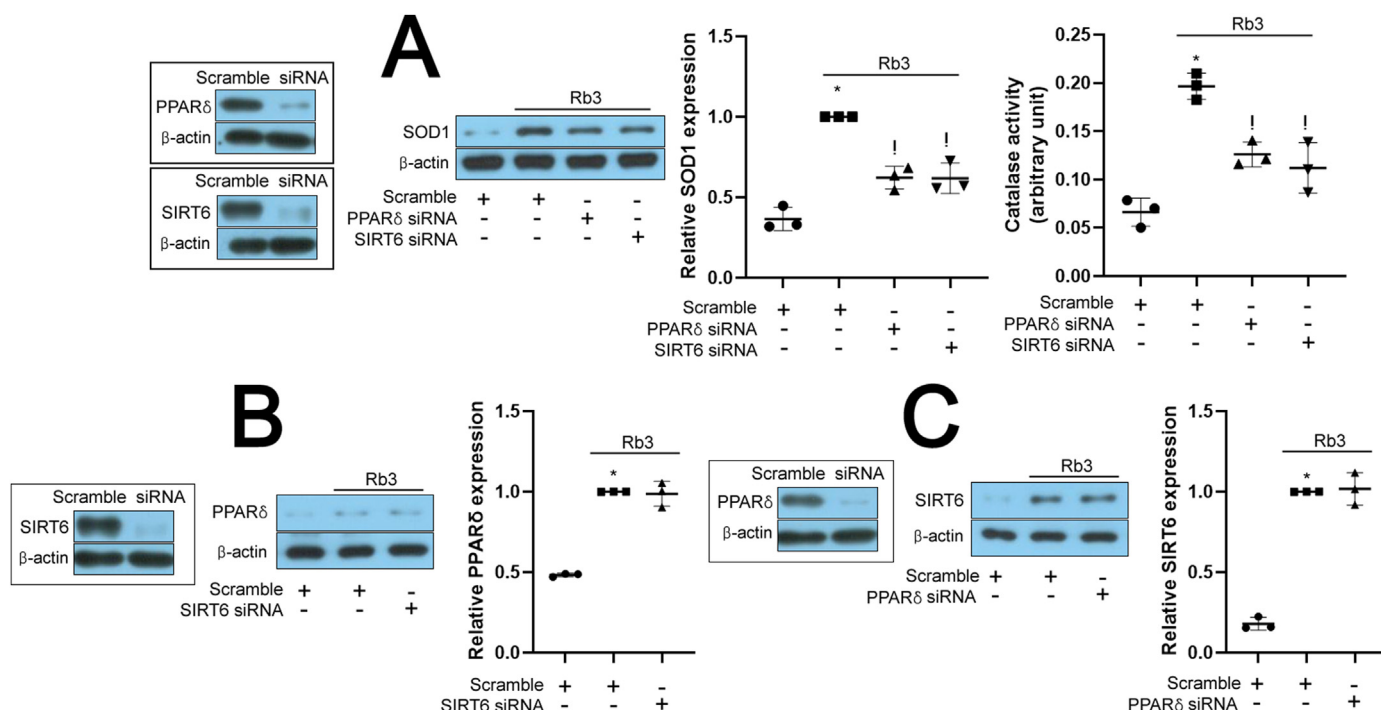 A
Scramble siRNA
PPARδ
β-actin
Scramble siRNA
SIRT6
β-actin
Rb3
SOD1
β-actin
Scramble + + - -
PPARδ siRNA - - + -
SIRT6 siRNA - - - +
Relative SOD1 expression
1.5
1.0
0.5
0.0
Rb3
*
! !
Scramble + + - -
PPARδ siRNA - - + -
SIRT6 siRNA - - - +
Catalase activity
(arbitrary unit)
0.25
0.20
0.15
0.10
0.05
0.00
Rb3
*
! !
Scramble + + - -
PPARδ siRNA - - + -
SIRT6 siRNA - - - +
B
Scramble siRNA
SIRT6
β-actin
Rb3
PPARδ
β-actin
Scramble + + -
SIRT6 siRNA - - +
Relative PPARδ expression
1.5
1.0
0.5
0.0
Rb3
*
Scramble + + -
SIRT6 siRNA - - +
C
Scramble siRNA
PPARδ
β-actin
Rb3
SIRT6
β-actin
Scramble + + -
PPARδ siRNA - - +
Relative SIRT6 expression
1.5
1.0
0.5
0.0
Rb3
*
Scramble + + -
PPARδ siRNA - - +